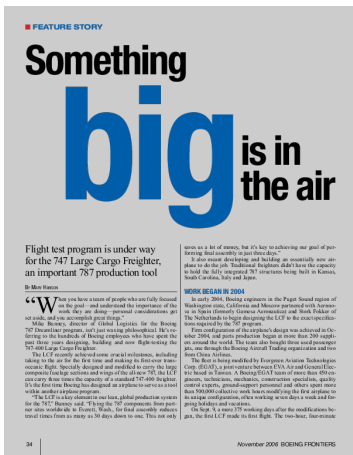 FEATURE STORY
Something
big
is in
the air
Flight test program is under way
for the 747 Large Cargo Freighter,
an important 787 production tool
BY MARY HANSON
“When you have a team of people who are fully focused
on the goal—and understand the importance of the
work they are doing—personal considerations get
set aside, and you accomplish great things.”
Mike Bunney, director of Global Logistics for the Boeing
787 Dreamliner program, isn’t just waxing philosophical. He’s re-
ferring to the hundreds of Boeing employees who have spent the
past three years designing, building and now flight-testing the
747-400 Large Cargo Freighter.
The LCF recently achieved some crucial milestones, including
taking to the air for the first time and making its first-ever trans-
oceanic flight. Specially designed and modified to carry the large
composite fuselage sections and wings of the all-new 787, the LCF
can carry three times the capacity of a standard 747-400 freighter.
It’s the first time Boeing has designed an airplane to serve as a tool
within another airplane program.
“The LCF is a key element in our lean, global production system
for the 787,” Bunney said. “Flying the 787 components from part-
ner sites worldwide to Everett, Wash., for final assembly reduces
travel times from as many as 30 days down to one. This not only
saves us a lot of money, but it’s key to achieving our goal of per-
forming final assembly in just three days.”
It also meant developing and building an essentially new air-
plane to do the job. Traditional freighters didn’t have the capacity
to hold the fully integrated 787 structures being built in Kansas,
South Carolina, Italy and Japan.
WORK BEGAN IN 2004
In early 2004, Boeing engineers in the Puget Sound region of
Washington state, California and Moscow partnered with Aernno-
va in Spain (formerly Gamesa Aeronautica) and Stork Fokker of
The Netherlands to begin designing the LCF to the exact specifica-
tions required by the 787 program.
Firm configuration of the airplane’s design was achieved in Oc-
tober 2004, and parts production began at more than 200 suppli-
ers around the world. The team also bought three used passenger
jets, one through the Boeing Aircraft Trading organization and two
from China Airlines.
The fleet is being modified by Evergreen Aviation Technologies
Corp. (EGAT), a joint venture between EVA Air and General Elec-
tric based in Taiwan. A Boeing/EGAT team of more than 450 en-
gineers, technicians, mechanics, construction specialists, quality
control experts, ground-support personnel and others spent more
than 500,000 collective work hours modifying the first airplane to
its unique configuration, often working seven days a week and for-
going holidays and vacations.
On Sept. 9, a mere 375 working days after the modifications be-
gan, the first LCF made its first flight. The two-hour, four-minute
34
November 2006 BOEING FRONTIERS